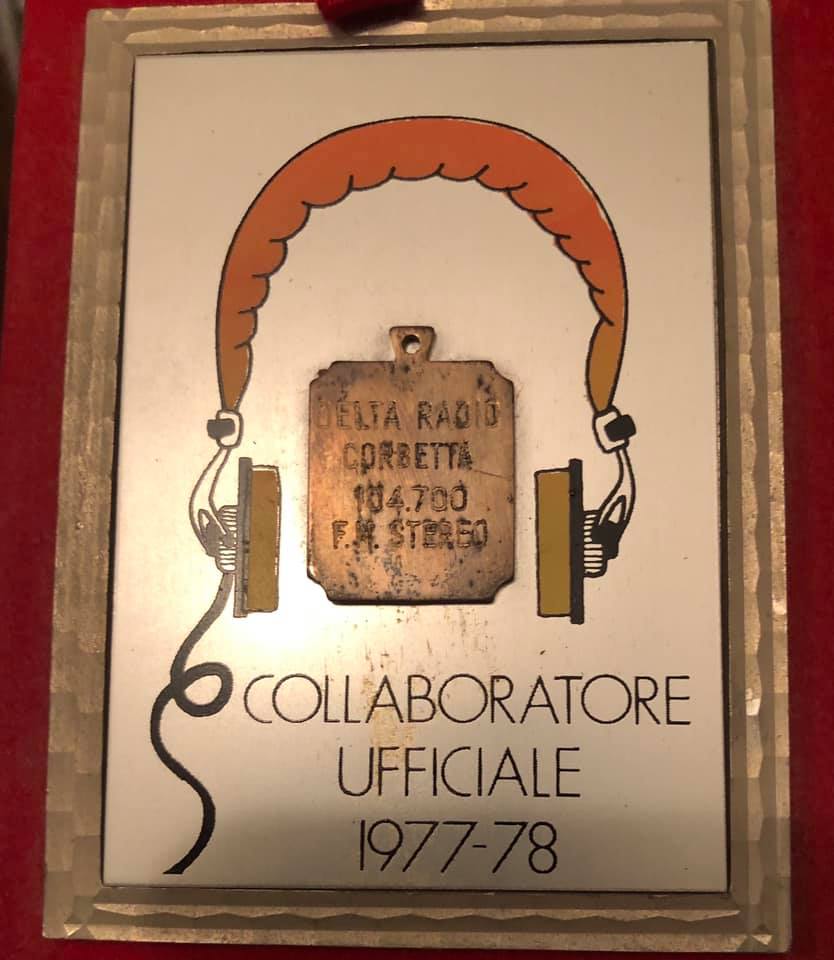 DELTA RADIO
CORBETTA
104.700
F.M. STEREO
COLLABORATORE
UFFICIALE
1977-78